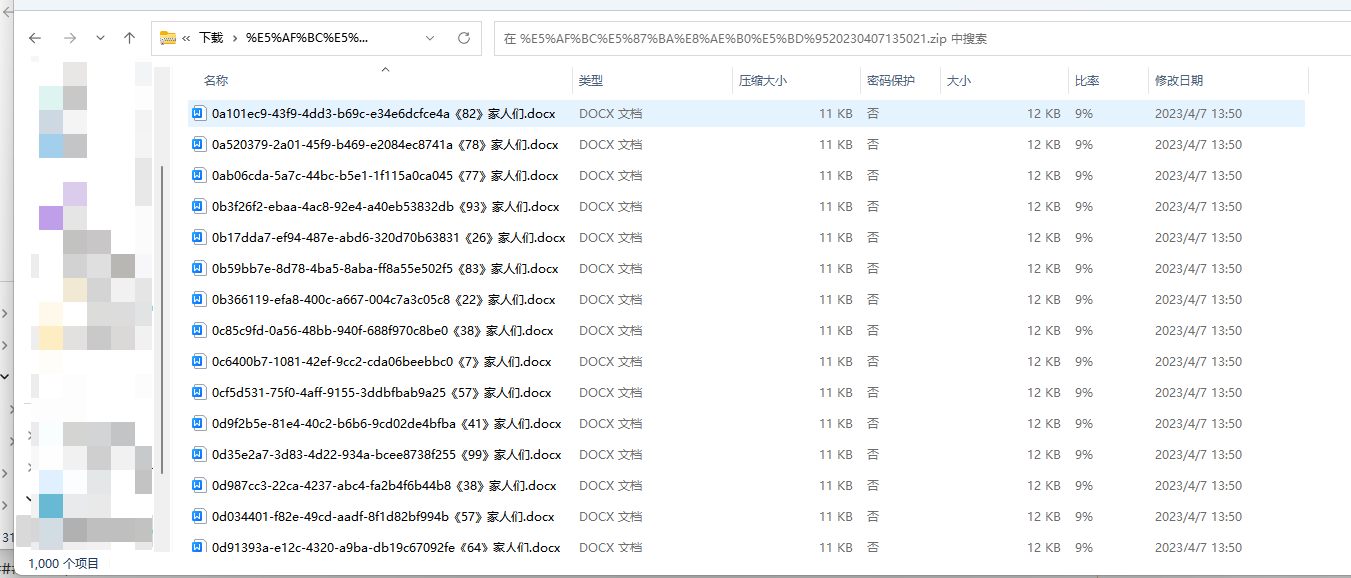 « 下载 › %E5%AF%BC%E5%...
在 %E5%AF%BC%E5%87%BA%E8%AE%B0%E5%BD%9520230407135021.zip 中搜索
名称 类型 压缩大小 密码保护 大小 比率 修改日期
0a101ec9-43f9-4dd3-b69c-e34e6dcfce4a《82》家人们.docx DOCX 文档 11 KB 否 12 KB 9% 2023/4/7 13:50
0a520379-2a01-45f9-b469-e2084ec8741a《78》家人们.docx DOCX 文档 11 KB 否 12 KB 9% 2023/4/7 13:50
0ab06cda-5a7c-44bc-b5e1-1f115a0ca045《77》家人们.docx DOCX 文档 11 KB 否 12 KB 9% 2023/4/7 13:50
0b3f26f2-ebaa-4ac8-92e4-a40eb53832db《93》家人们.docx DOCX 文档 11 KB 否 12 KB 9% 2023/4/7 13:50
0b17dda7-ef94-487e-abd6-320d70b63831《26》家人们.docx DOCX 文档 11 KB 否 12 KB 9% 2023/4/7 13:50
0b59bb7e-8d78-4ba5-8aba-ff8a55e502f5《83》家人们.docx DOCX 文档 11 KB 否 12 KB 9% 2023/4/7 13:50
0b366119-efa8-400c-a667-004c7a3c05c8《22》家人们.docx DOCX 文档 11 KB 否 12 KB 9% 2023/4/7 13:50
0c85c9fd-0a56-48bb-940f-688f970c8be0《38》家人们.docx DOCX 文档 11 KB 否 12 KB 9% 2023/4/7 13:50
0c6400b7-1081-42ef-9cc2-cda06beebbc0《7》家人们.docx DOCX 文档 11 KB 否 12 KB 9% 2023/4/7 13:50
0cf5d531-75f0-4aff-9155-3ddbfbab9a25《57》家人们.docx DOCX 文档 11 KB 否 12 KB 9% 2023/4/7 13:50
0d9f2b5e-81e4-40c2-b6b6-9cd02de4bfba《41》家人们.docx DOCX 文档 11 KB 否 12 KB 9% 2023/4/7 13:50
0d35e2a7-3d83-4d22-934a-bcee8738f255《99》家人们.docx DOCX 文档 11 KB 否 12 KB 9% 2023/4/7 13:50
0d987cc3-22ca-4237-abc4-fa2b4f6b44b8《38》家人们.docx DOCX 文档 11 KB 否 12 KB 9% 2023/4/7 13:50
0d034401-f82e-49cd-aadf-8f1d82bf994b《57》家人们.docx DOCX 文档 11 KB 否 12 KB 9% 2023/4/7 13:50
0d91393a-e12c-4320-a9ba-db19c67092fe《64》家人们.docx DOCX 文档 11 KB 否 12 KB 9% 2023/4/7 13:50
31
1,000 个项目